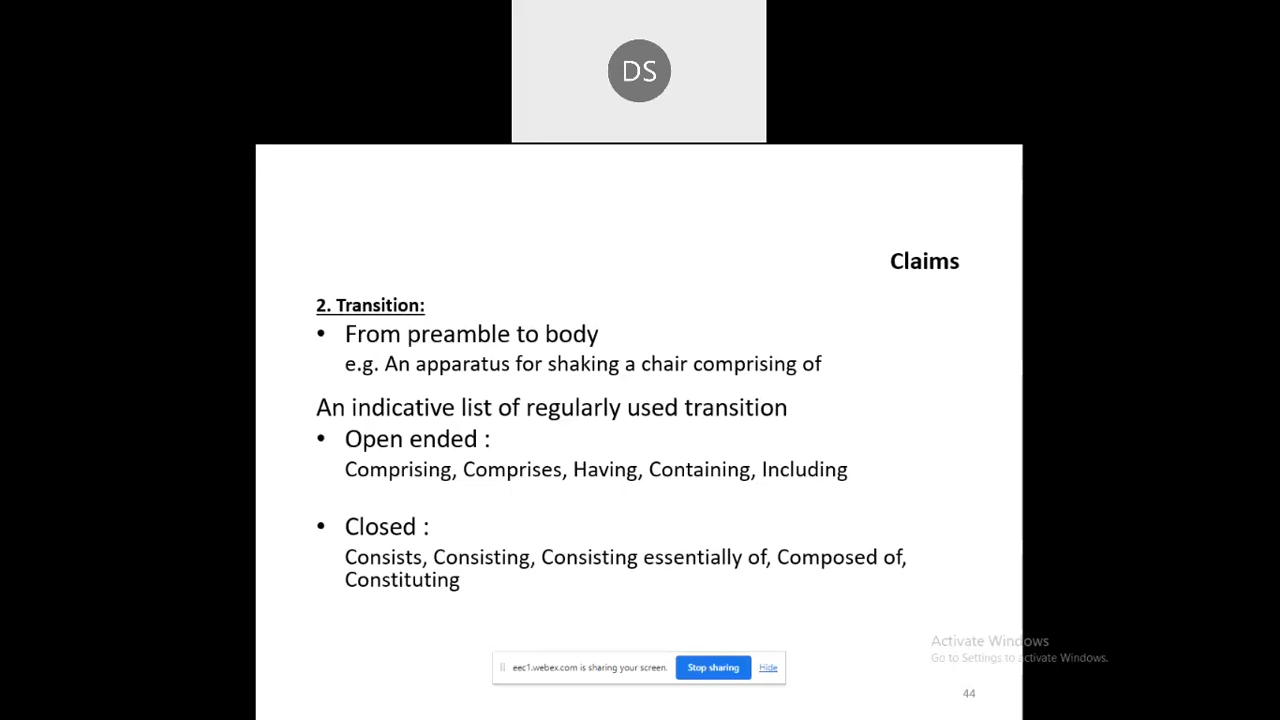 DS
Claims
2. Transition:
• From preamble to body
e.g. An apparatus for shaking a chair comprising of
An indicative list of regularly used transition
• Open ended :
Comprising, Comprises, Having, Containing, Including
• Closed :
Consists, Consisting, Consisting essentially of, Composed of,
Constituting
Activate Windows
Go to Settings to activate Windows.
eec1.webex.com is sharing your screen. Stop sharing Hide
44